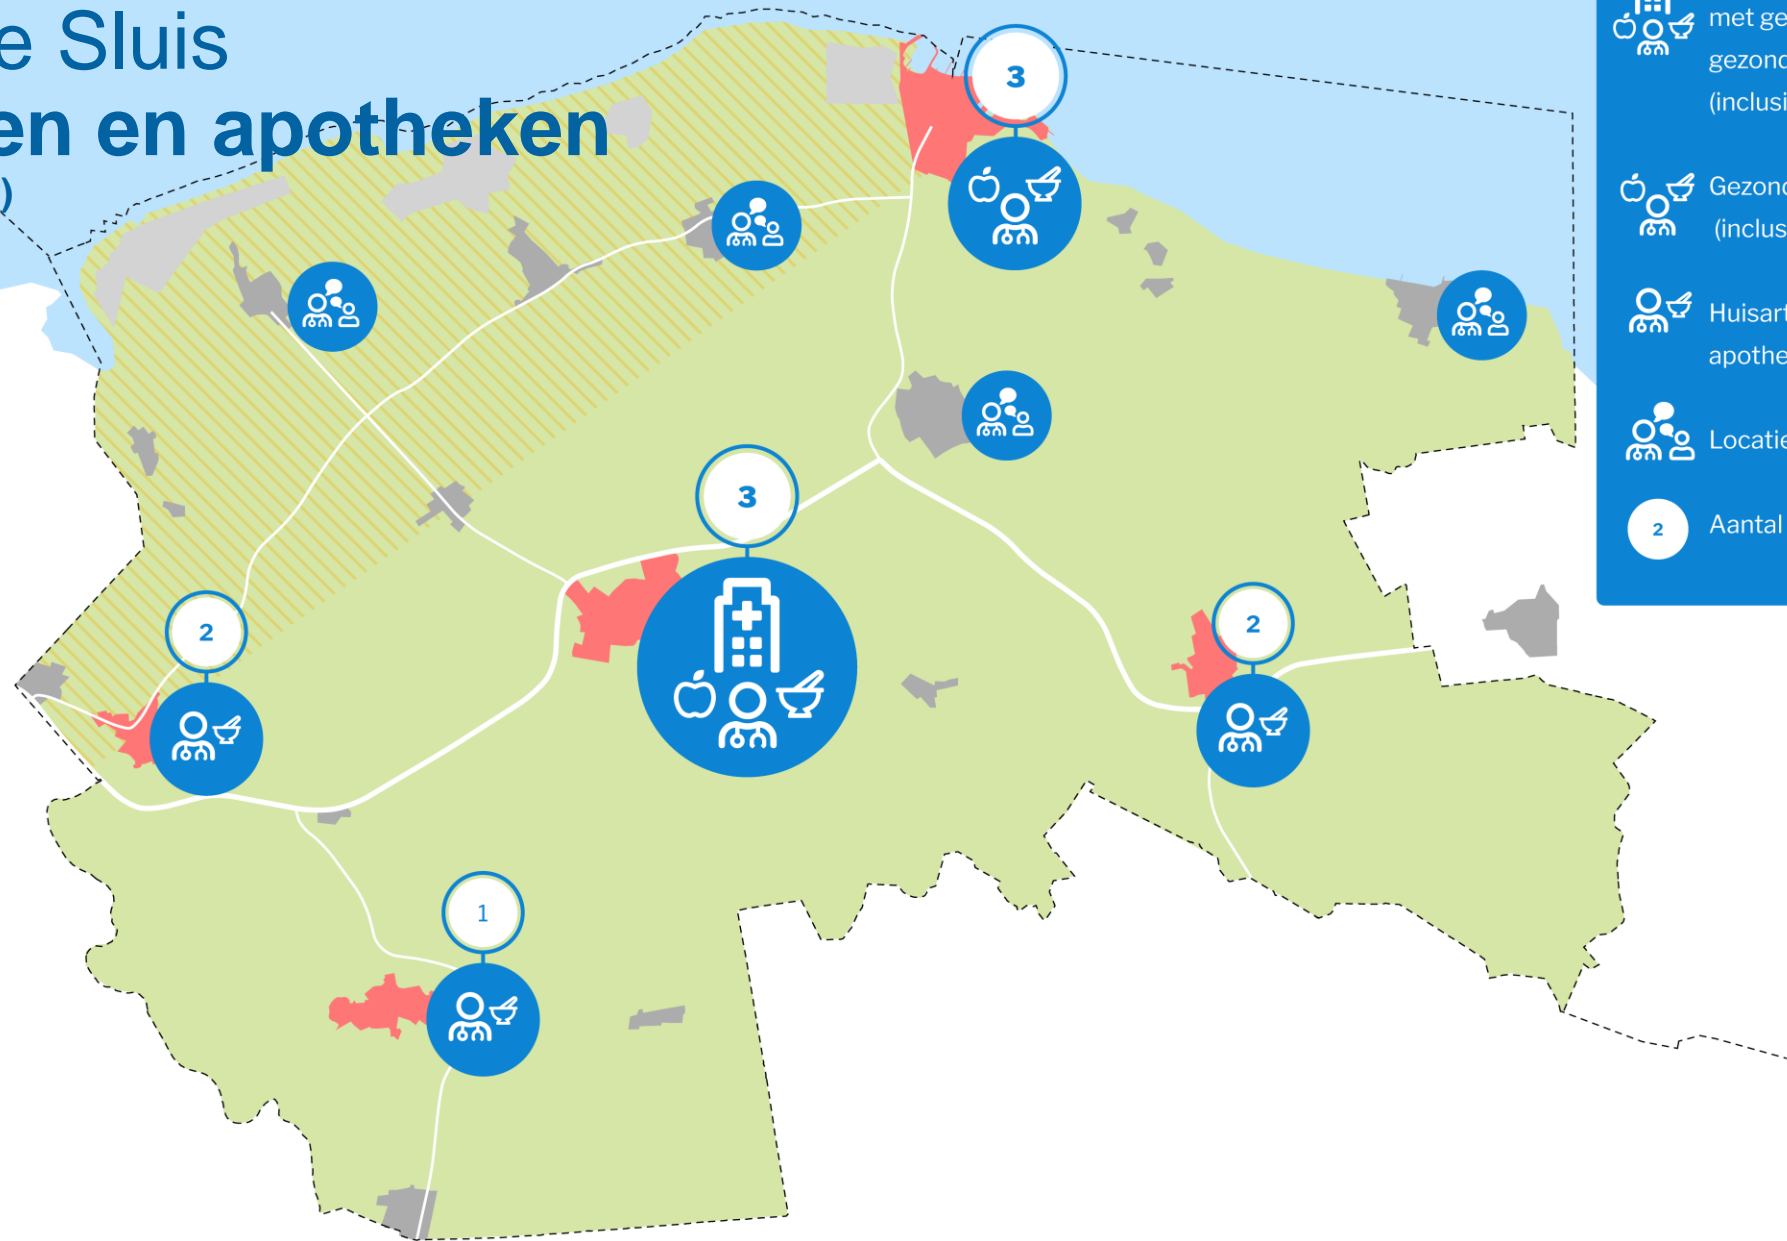 e Sluis
en en apotheken
)
3
3
2
2
1
met ge
gezond
(inclusi
Gezond
(inclus
Huisart
apothe
Locatie
2
Aantal